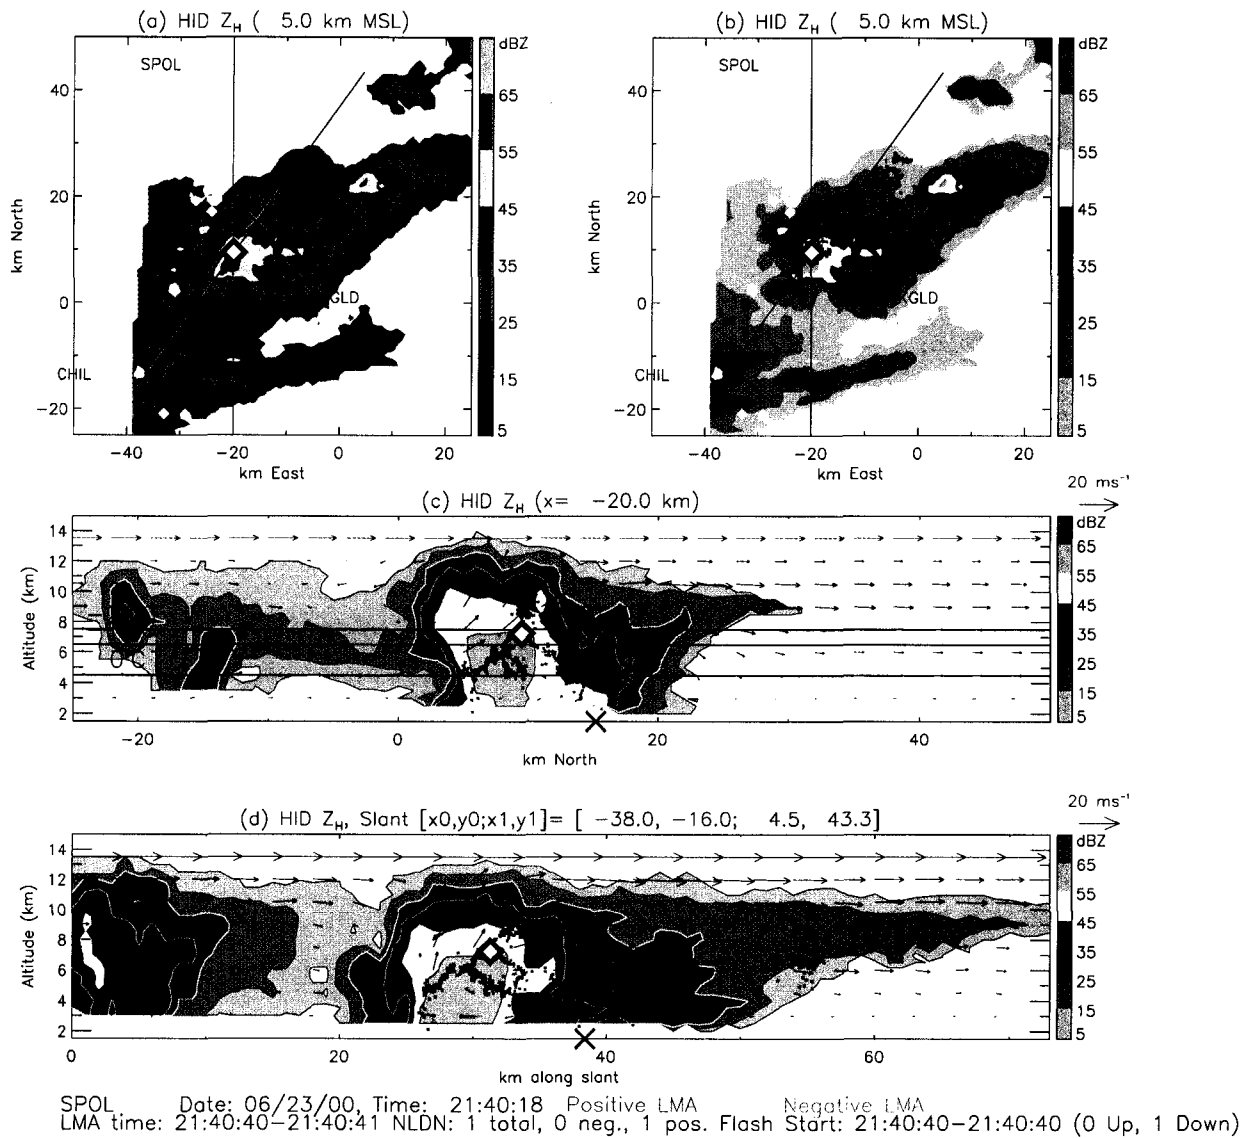 (a) HID Z_H ( 5.0 km MSL)
(b) HID Z_H ( 5.0 km MSL)
dBZ
65
55
45
35
25
15
5
SPOL
GLD
CHIL
40
20
0
−20
km North
−40
−20
0
20
km East
dBZ
65
55
45
35
25
15
5
SPOL
GLD
CHIL
40
20
0
−20
km North
−40
−20
0
20
km East
(c) HID Z_H (x= −20.0 km)
20 ms⁻¹
dBZ
65
55
45
35
25
15
5
14
12
10
8
6
4
2
Altitude (km)
−20
0
20
40
km North
(d) HID Z_H, Slant [x0,y0;x1,y1]= [ −38.0, −16.0; 4.5, 43.3]
20 ms⁻¹
dBZ
65
55
45
35
25
15
5
14
12
10
8
6
4
2
Altitude (km)
0
20
40
60
km along slant
SPOL Date: 06/23/00, Time: 21:40:18 Positive LMA Negative LMA
LMA time: 21:40:40−21:40:41 NLDN: 1 total, 0 neg., 1 pos. Flash Start: 21:40:40−21:40:40 (0 Up, 1 Down)